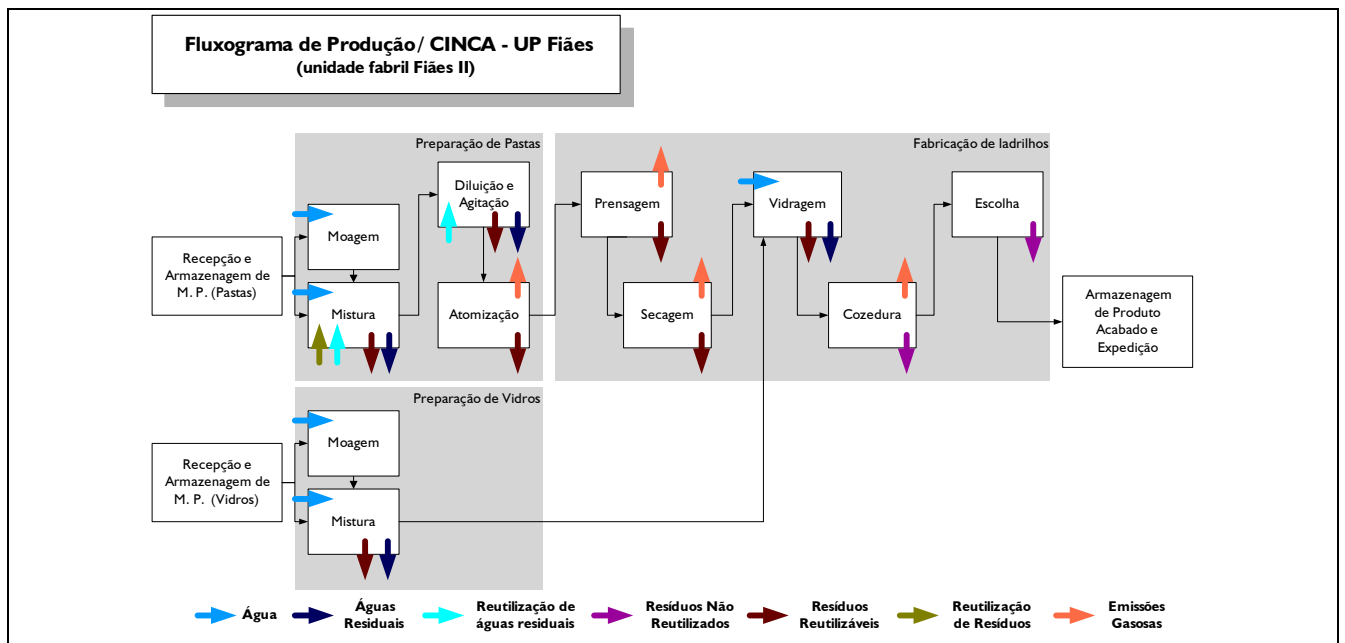 Fluxograma de Produção / CINCA - UP Fiães
(unidade fabril Fiães II)
Preparação de Pastas
Fabricação de ladrilhos
Diluição e
Agitação
Prensagem
Vidragem
Escolha
Moagem
Recepção e
Armazenagem de
M. P. (Pastas)
Mistura
Atomização
Secagem
Cozedura
Armazenagem
de Produto
Acabado e
Expedição
Preparação de Vidros
Moagem
Recepção e
Armazenagem de
M. P. (Vidros)
Mistura
Água
Águas
Residuais
Reutilização de
águas residuais
Resíduos Não
Reutilizados
Resíduos
Reutilizáveis
Reutilização
de Resíduos
Emissões
Gasosas